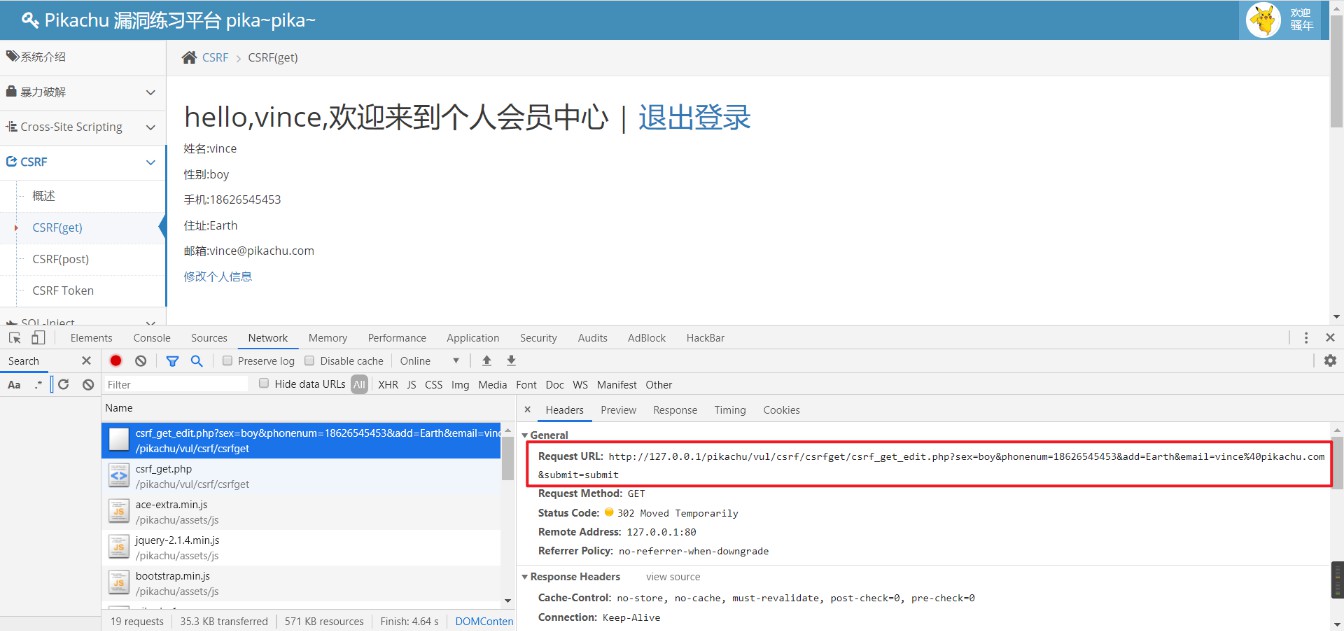 Pikachu 漏洞练习平台 pika~pika~
欢迎
骚年
系统介绍
暴力破解
Cross-Site Scripting
CSRF
概述
CSRF(get)
CSRF(post)
CSRF Token
SQL-Inject
CSRF > CSRF(get)
hello,vince,欢迎来到个人会员中心 | 退出登录
姓名:vince
性别:boy
手机:18626545453
住址:Earth
邮箱:vince@pikachu.com
修改个人信息
Elements Console Sources Network Memory Performance Application Security Audits AdBlock HackBar
Search
Preserve log Disable cache Online
Aa .*
Filter Hide data URLs All XHR JS CSS Img Media Font Doc WS Manifest Other
Name
csrf_get_edit.php?sex=boy&phonenum=18626545453&add=Earth&email=vinc
/pikachu/vul/csrf/csrfget
csrf_get.php
/pikachu/vul/csrf/csrfget
ace-extra.min.js
/pikachu/assets/js
jquery-2.1.4.min.js
/pikachu/assets/js
bootstrap.min.js
/pikachu/assets/js
19 requests 35.3 KB transferred 571 KB resources Finish: 4.64 s DOMConten
× Headers Preview Response Timing Cookies
General
Request URL: http://127.0.0.1/pikachu/vul/csrf/csrfget/csrf_get_edit.php?sex=boy&phonenum=18626545453&add=Earth&email=vince%40pikachu.com
&submit=submit
Request Method: GET
Status Code: 302 Moved Temporarily
Remote Address: 127.0.0.1:80
Referrer Policy: no-referrer-when-downgrade
Response Headers view source
Cache-Control: no-store, no-cache, must-revalidate, post-check=0, pre-check=0
Connection: Keep-Alive